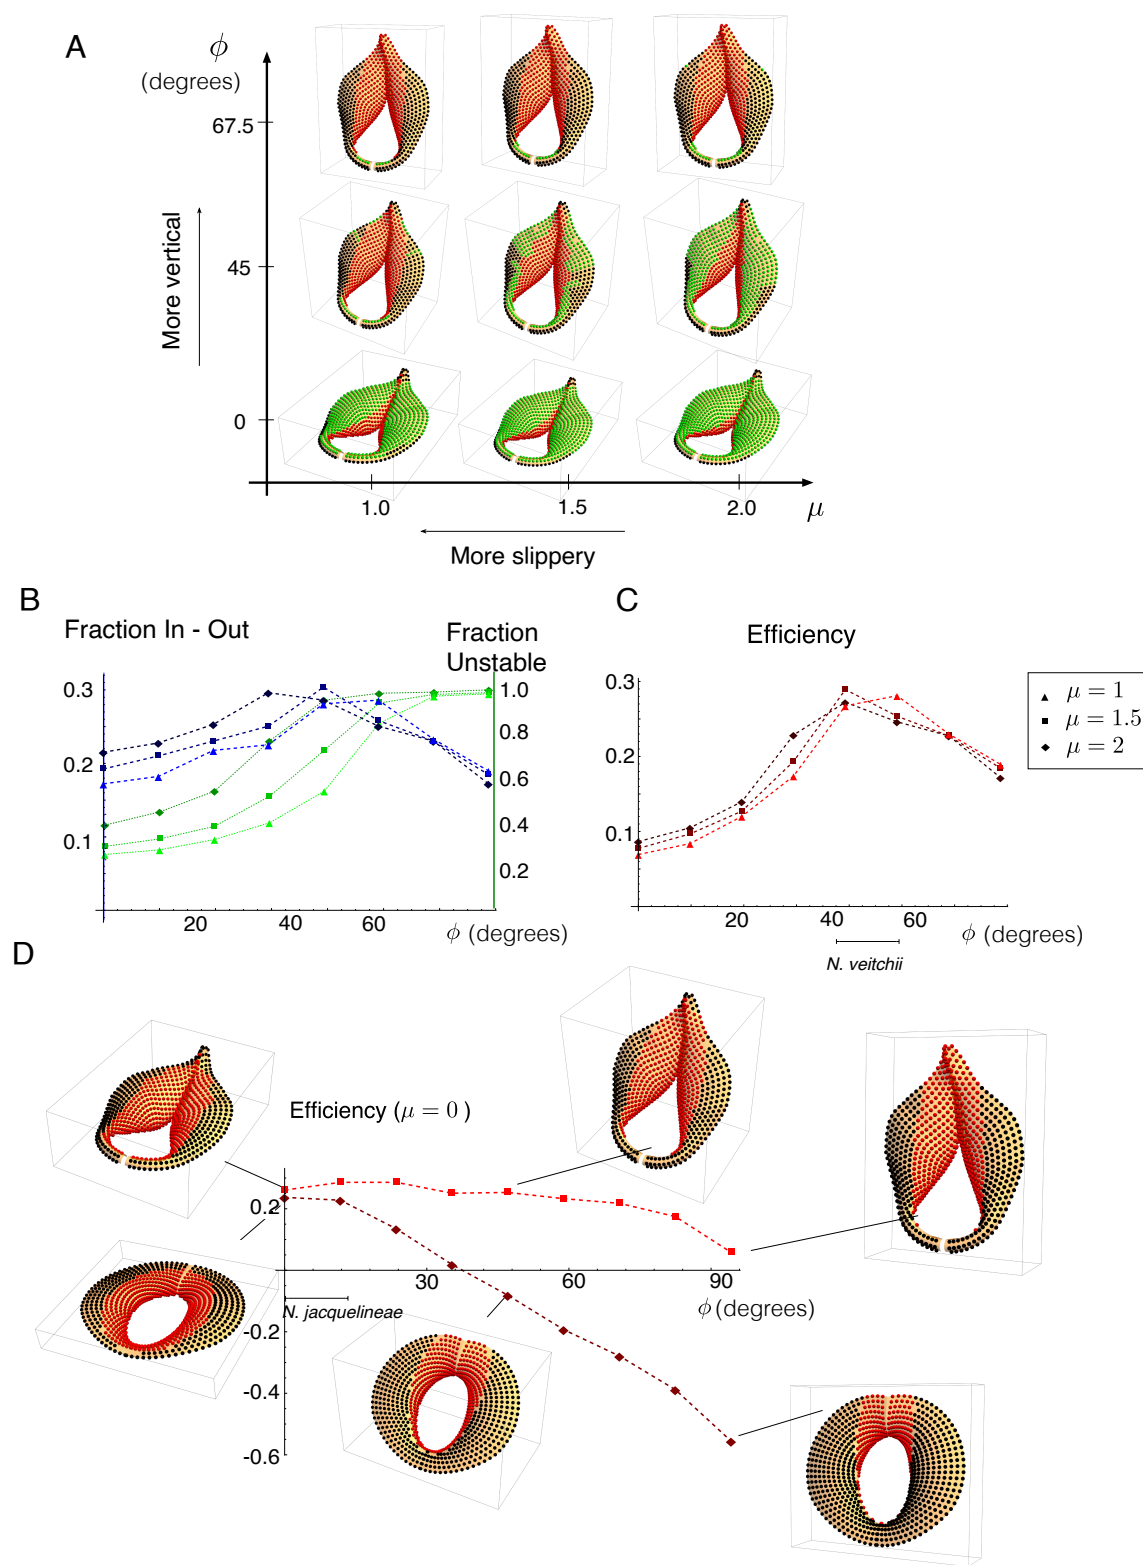 A
ϕ
(degrees)
67.5
More vertical
45
0
1.0
1.5
2.0
μ
More slippery
B
Fraction In - Out
Fraction
Unstable
0.3
0.2
0.1
1.0
0.8
0.6
0.4
0.2
20
40
60
ϕ (degrees)
C
Efficiency
0.3
0.2
0.1
20
40
60
ϕ (degrees)
N. veitchii
μ = 1
μ = 1.5
μ = 2
D
Efficiency (μ = 0 )
0.2
-0.2
-0.4
-0.6
30
60
90
ϕ (degrees)
N. jacquelineae